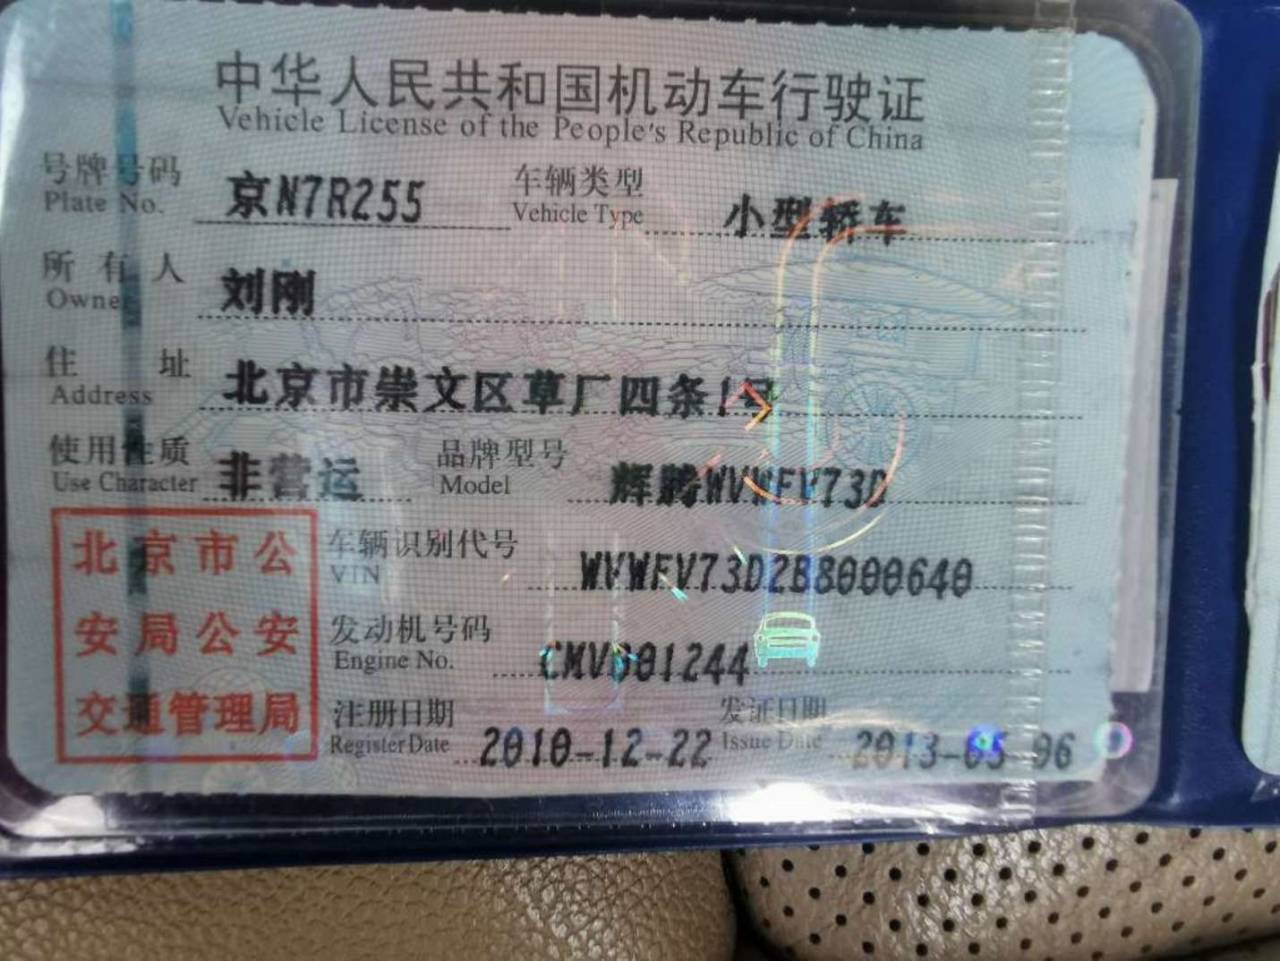 中华人民共和国机动车行驶证
Vehicle License of the People's Republic of China
号牌号码 京N7R255 车辆类型 小型轿车
Plate No. Vehicle Type
所有人 刘刚
Owner
住址 北京市崇文区草厂四条1号
Address
使用性质 非营运 品牌型号 辉腾WVWFV73D
Use Character Model
车辆识别代号 WVWFV73D2B8000640
VIN
发动机号码 CMV001244
Engine No.
注册日期 2010-12-22 发证日期 2013-05-06
Register Date Issue Date
北京市公
安局公安
交通管理局